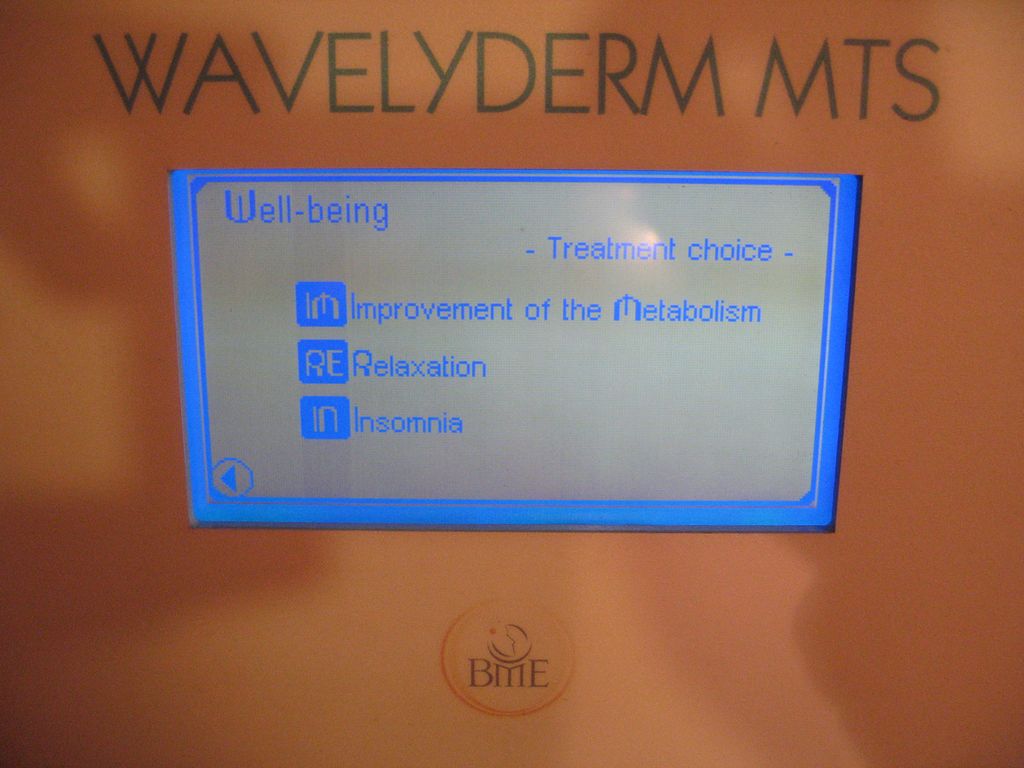 WAVELYDERM MTS
Well-being
- Treatment choice -
IM Improvement of the Metabolism
RE Relaxation
IN Insomnia
BME